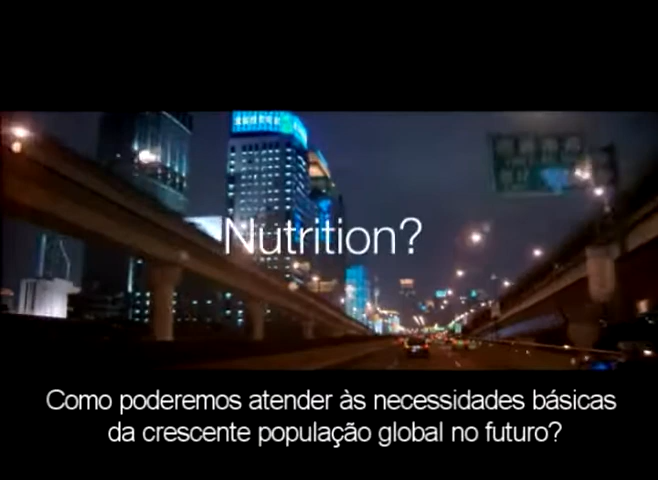 Nutrition?
Como poderemos atender às necessidades básicas
da crescente população global no futuro?